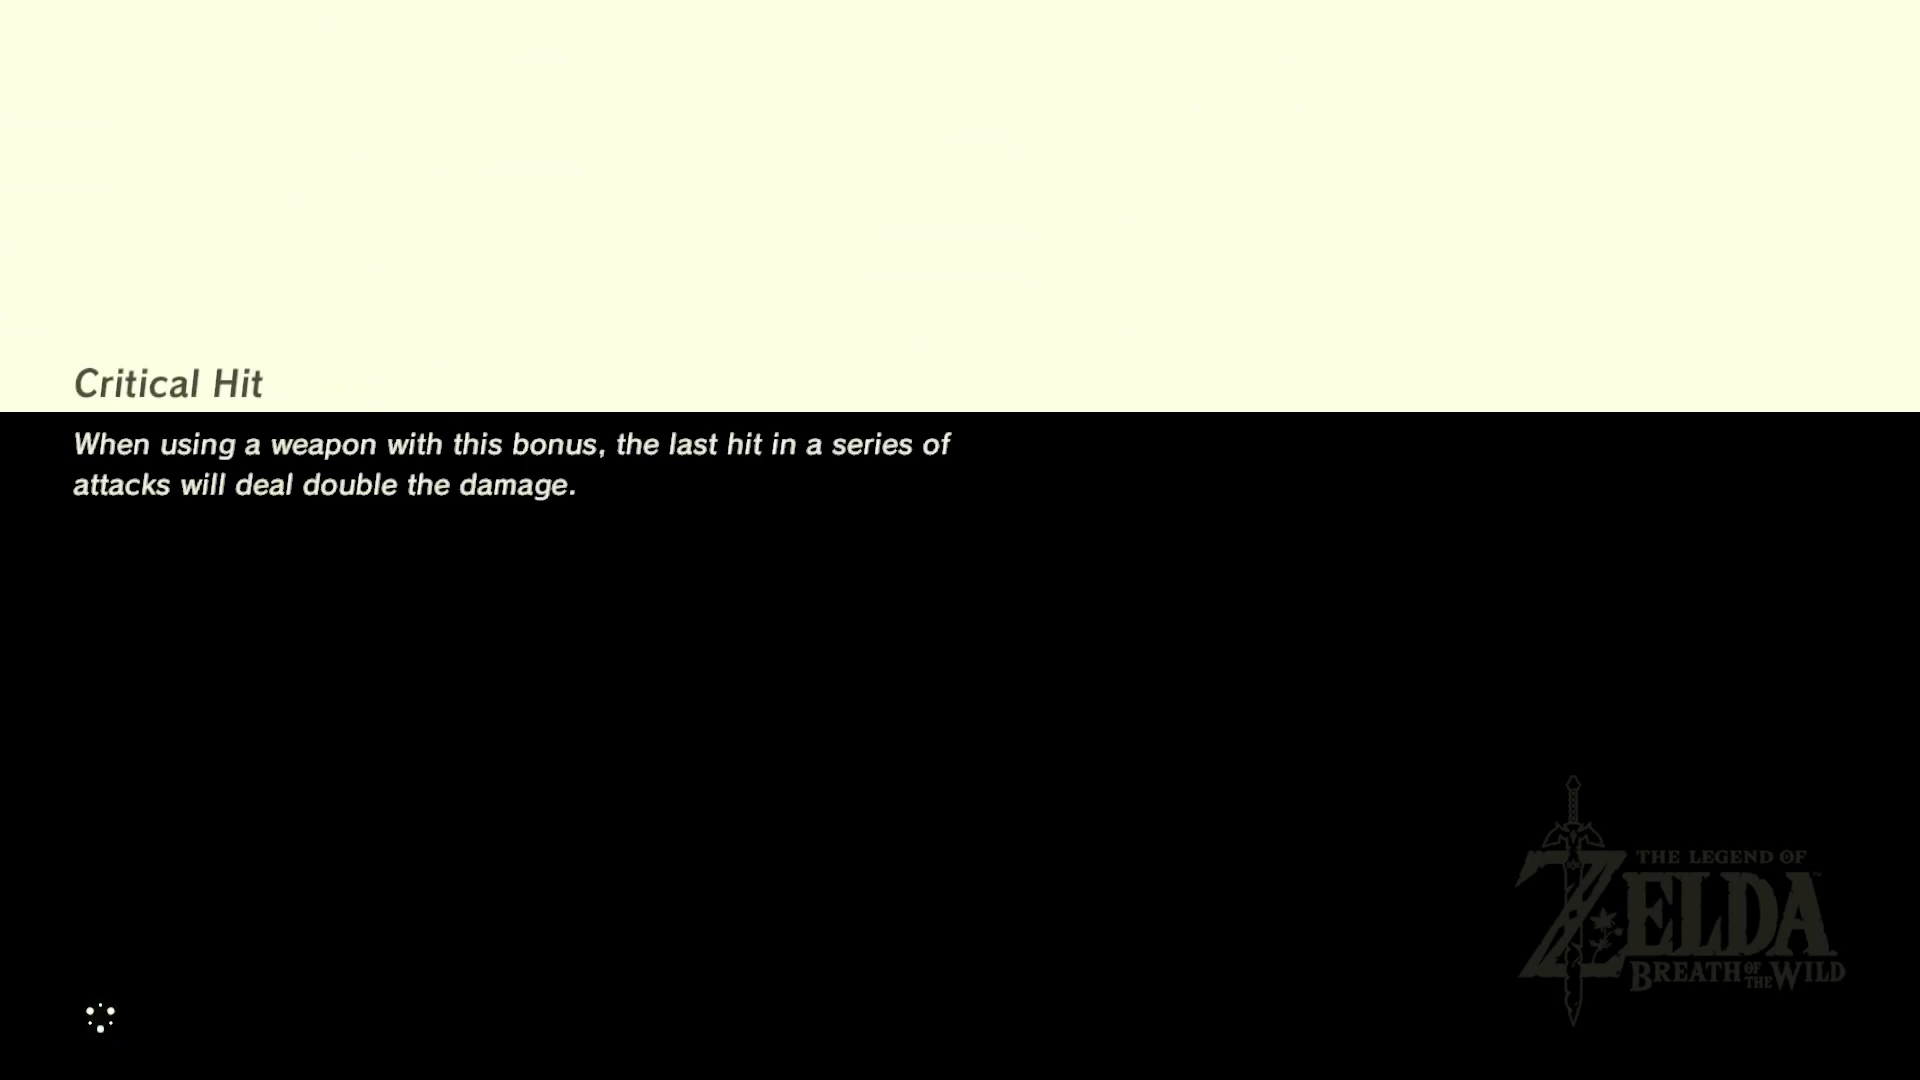 Critical Hit
When using a weapon with this bonus, the last hit in a series of
attacks will deal double the damage.
THE LEGEND OF
ZELDA
BREATH OF THE WILD